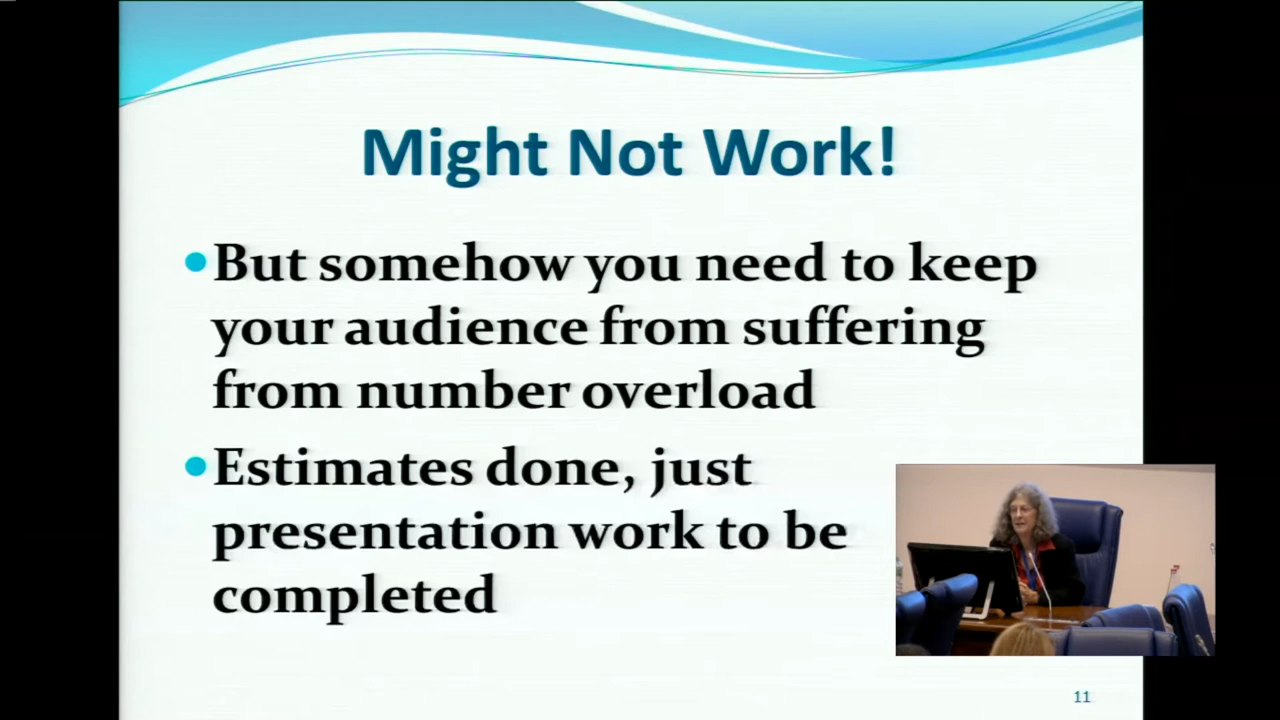 Might Not Work!
•But somehow you need to keep
your audience from suffering
from number overload
•Estimates done, just
presentation work to be
completed
11